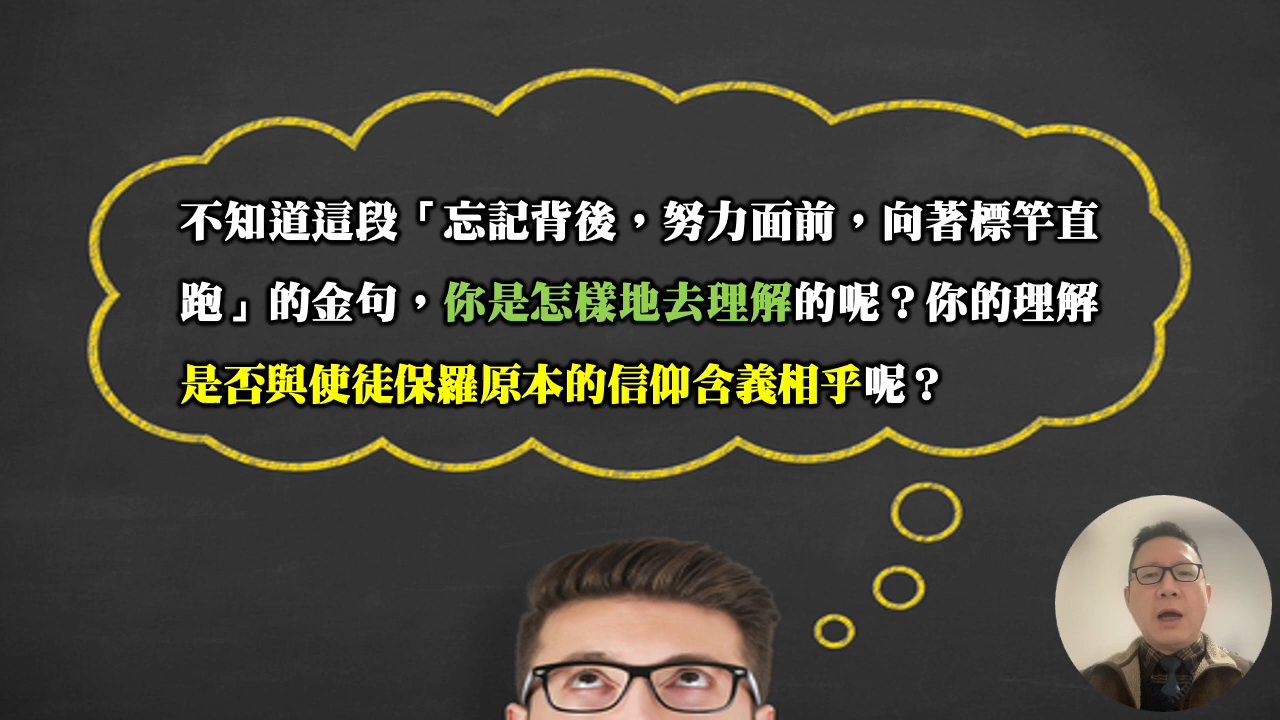 不知道這段「忘記背後，努力面前，向著標竿直
跑」的金句，你是怎樣地去理解的呢？你的理解
是否與使徒保羅原本的信仰含義相乎呢？